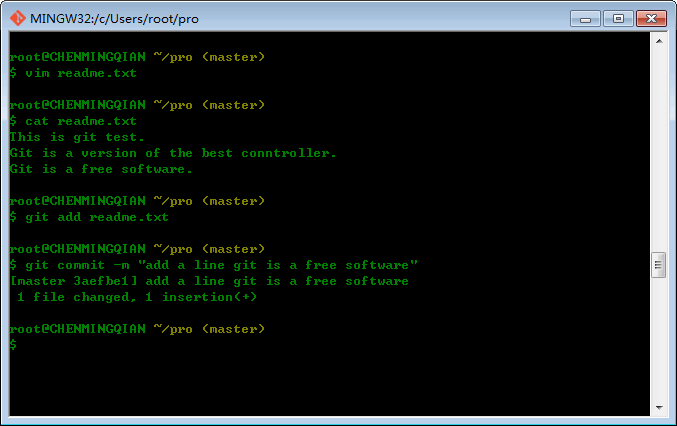 MINGW32:/c/Users/root/pro
root@CHENMINGQIAN ~/pro (master)
$ vim readme.txt
root@CHENMINGQIAN ~/pro (master)
$ cat readme.txt
This is git test.
Git is a version of the best conntroller.
Git is a free software.
root@CHENMINGQIAN ~/pro (master)
$ git add readme.txt
root@CHENMINGQIAN ~/pro (master)
$ git commit -m "add a line git is a free software"
[master 3aefbe1] add a line git is a free software
 1 file changed, 1 insertion(+)
root@CHENMINGQIAN ~/pro (master)
$